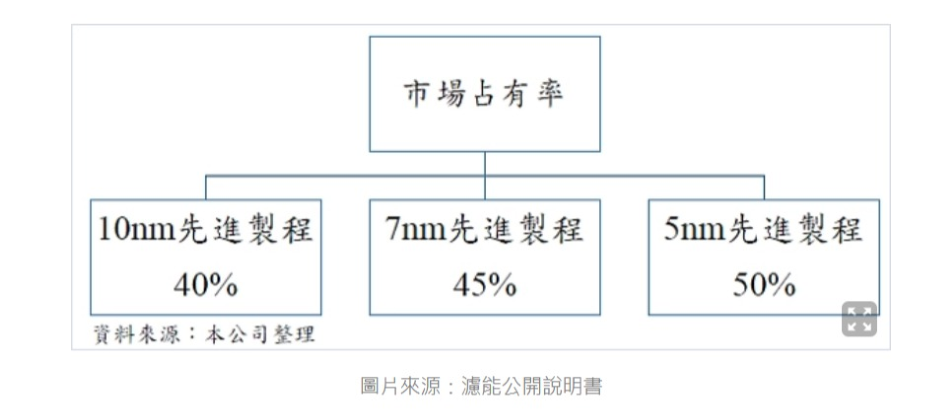 市場占有率
10nm先進製程
40%
7nm先進製程
45%
5nm先進製程
50%
資料來源：本公司整理
圖片來源：濾能公開說明書